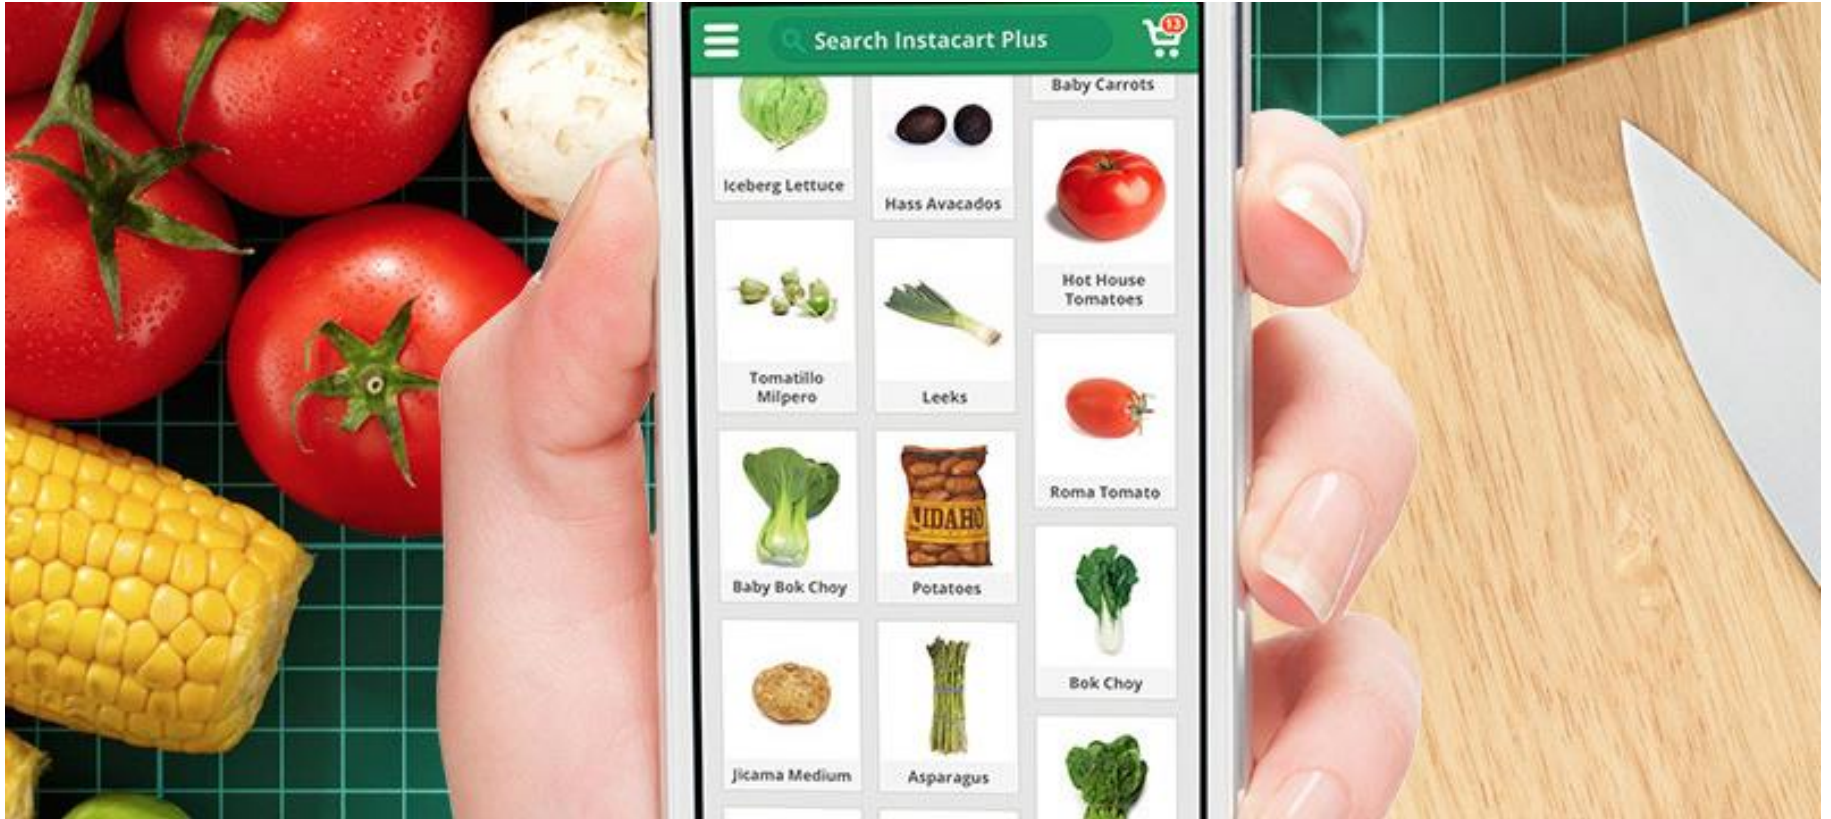 Search Instacart Plus
13
Baby Carrots
Iceberg Lettuce
Hass Avacados
Hot House
Tomatoes
Tomatillo
Milpero
Leeks
Roma Tomato
IDAHO
Baby Bok Choy
Potatoes
Bok Choy
Jicama Medium
Asparagus